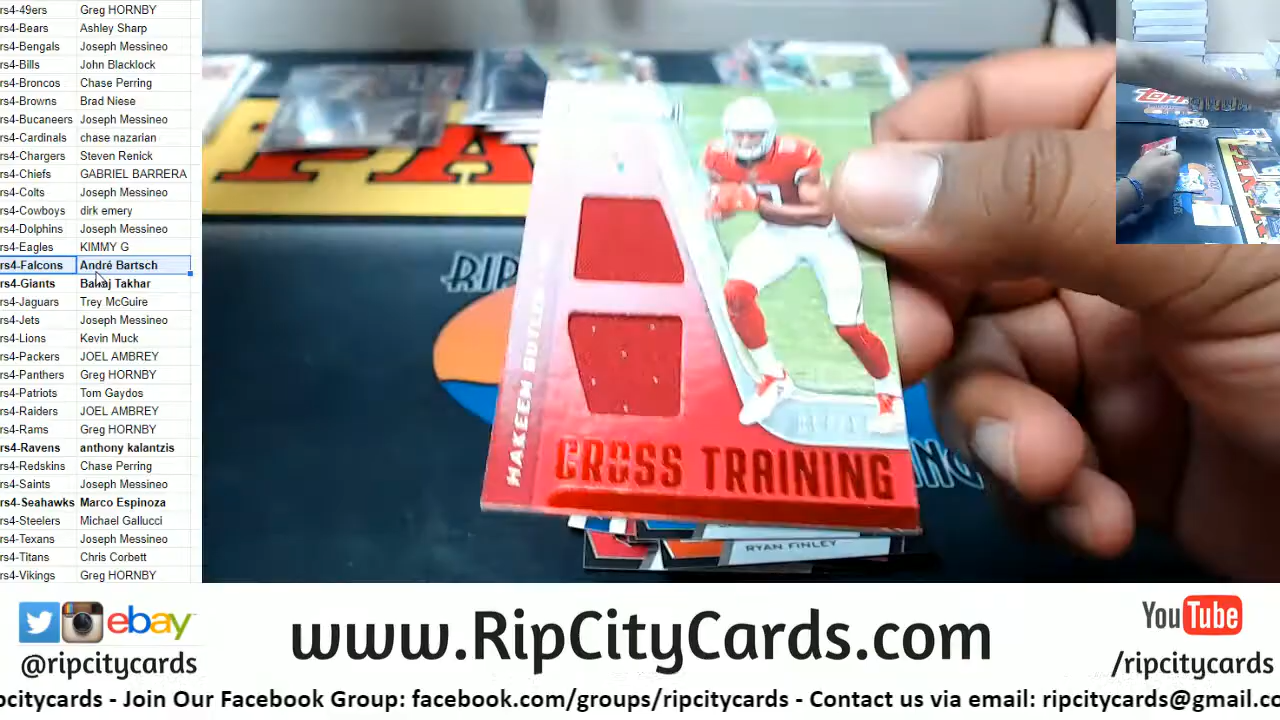 rs4-49ers Greg HORNBY
rs4-Bears Ashley Sharp
rs4-Bengals Joseph Messineo
rs4-Bills John Blacklock
rs4-Broncos Chase Perring
rs4-Browns Brad Niese
rs4-Bucaneers Joseph Messineo
rs4-Cardinals chase nazarian
rs4-Chargers Steven Renick
rs4-Chiefs GABRIEL BARRERA
rs4-Colts Joseph Messineo
rs4-Cowboys dirk emery
rs4-Dolphins Joseph Messineo
rs4-Eagles KIMMY G
rs4-Falcons André Bartsch
rs4-Giants Balraj Takhar
rs4-Jaguars Trey McGuire
rs4-Jets Joseph Messineo
rs4-Lions Kevin Muck
rs4-Packers JOEL AMBREY
rs4-Panthers Greg HORNBY
rs4-Patriots Tom Gaydos
rs4-Raiders JOEL AMBREY
rs4-Rams Greg HORNBY
rs4-Ravens anthony kalantzis
rs4-Redskins Chase Perring
rs4-Saints Joseph Messineo
rs4-Seahawks Marco Espinoza
rs4-Steelers Michael Gallucci
rs4-Texans Joseph Messineo
rs4-Titans Chris Corbett
rs4-Vikings Greg HORNBY
RIP
HAKEEM BUTLER
CROSS TRAINING
RYAN FINLEY
ebay
@ripcitycards
www.RipCityCards.com
YouTube
/ripcitycards
pcitycards - Join Our Facebook Group: facebook.com/groups/ripcitycards - Contact us via email: ripcitycards@gmail.co